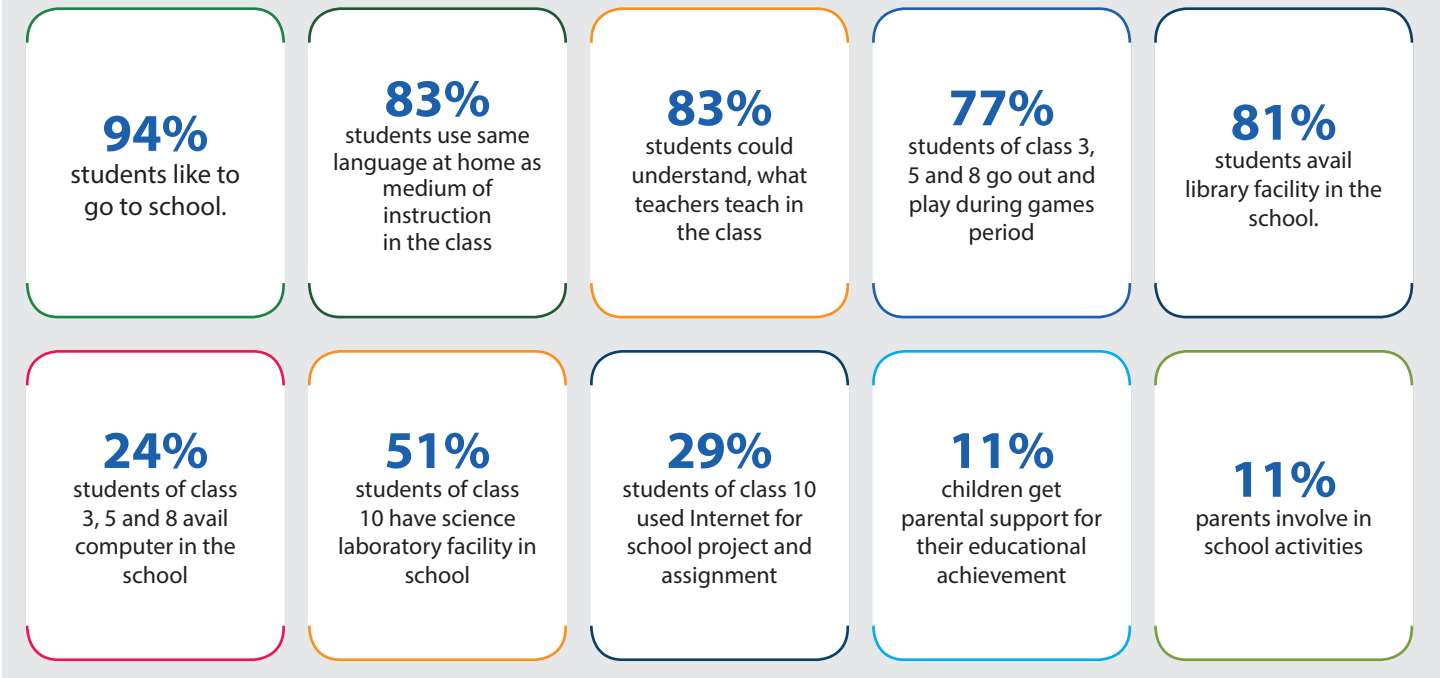 94%
students like to
go to school.
83%
students use same
language at home as
medium of
instruction
in the class
83%
students could
understand, what
teachers teach in
the class
77%
students of class 3,
5 and 8 go out and
play during games
period
81%
students avail
library facility in the
school.
24%
students of class
3, 5 and 8 avail
computer in the
school
51%
students of class
10 have science
laboratory facility in
school
29%
students of class 10
used Internet for
school project and
assignment
11%
children get
parental support for
their educational
achievement
11%
parents involve in
school activities